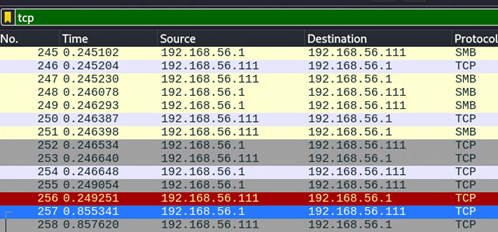 tcp
No. Time Source Destination Protocol
245 0.245102 192.168.56.1 192.168.56.111 SMB
246 0.245204 192.168.56.111 192.168.56.1 TCP
247 0.245230 192.168.56.111 192.168.56.1 SMB
248 0.246078 192.168.56.1 192.168.56.111 SMB
249 0.246293 192.168.56.1 192.168.56.111 SMB
250 0.246387 192.168.56.111 192.168.56.1 TCP
251 0.246398 192.168.56.111 192.168.56.1 SMB
252 0.246534 192.168.56.1 192.168.56.111 TCP
253 0.246640 192.168.56.1 192.168.56.111 TCP
254 0.246648 192.168.56.111 192.168.56.1 TCP
255 0.249054 192.168.56.111 192.168.56.1 TCP
256 0.249251 192.168.56.1 192.168.56.111 TCP
257 0.855341 192.168.56.1 192.168.56.111 TCP
258 0.857620 192.168.56.111 192.168.56.1 TCP